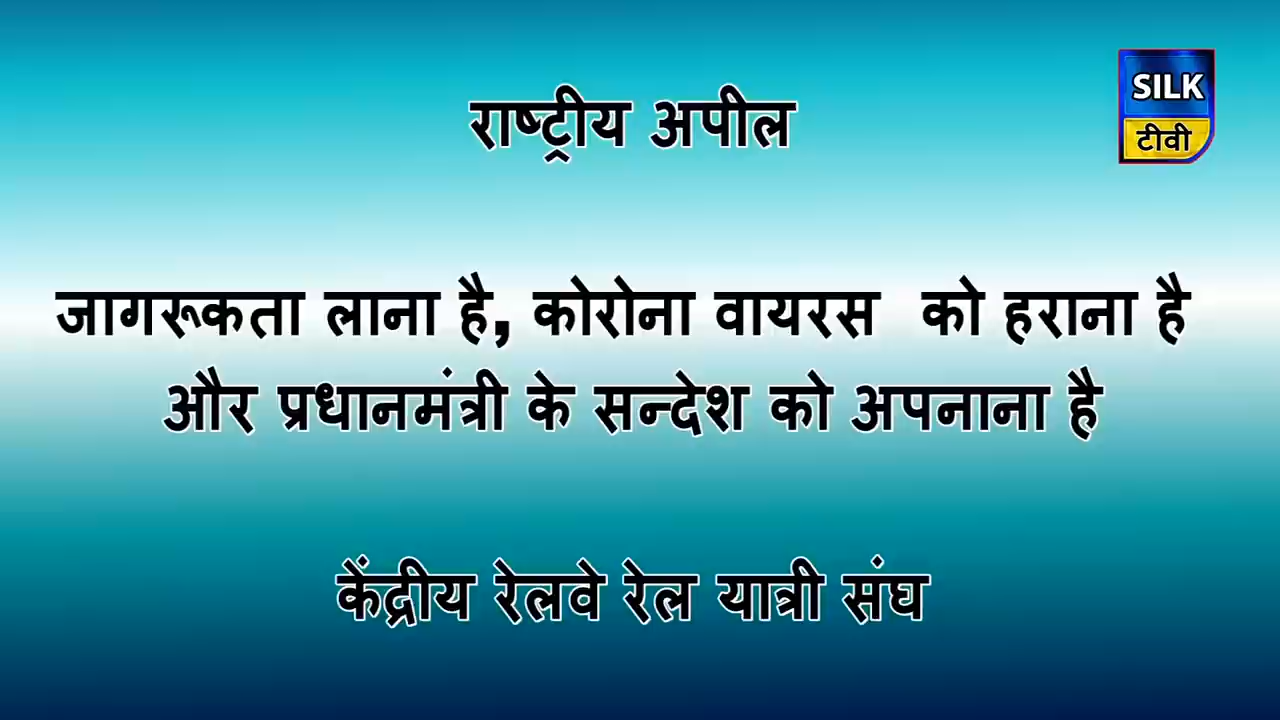 राष्ट्रीय अपील
SILK
टीवी
जागरूकता लाना है, कोरोना वायरस को हराना है
और प्रधानमंत्री के सन्देश को अपनाना है
केंद्रीय रेलवे रेल यात्री संघ